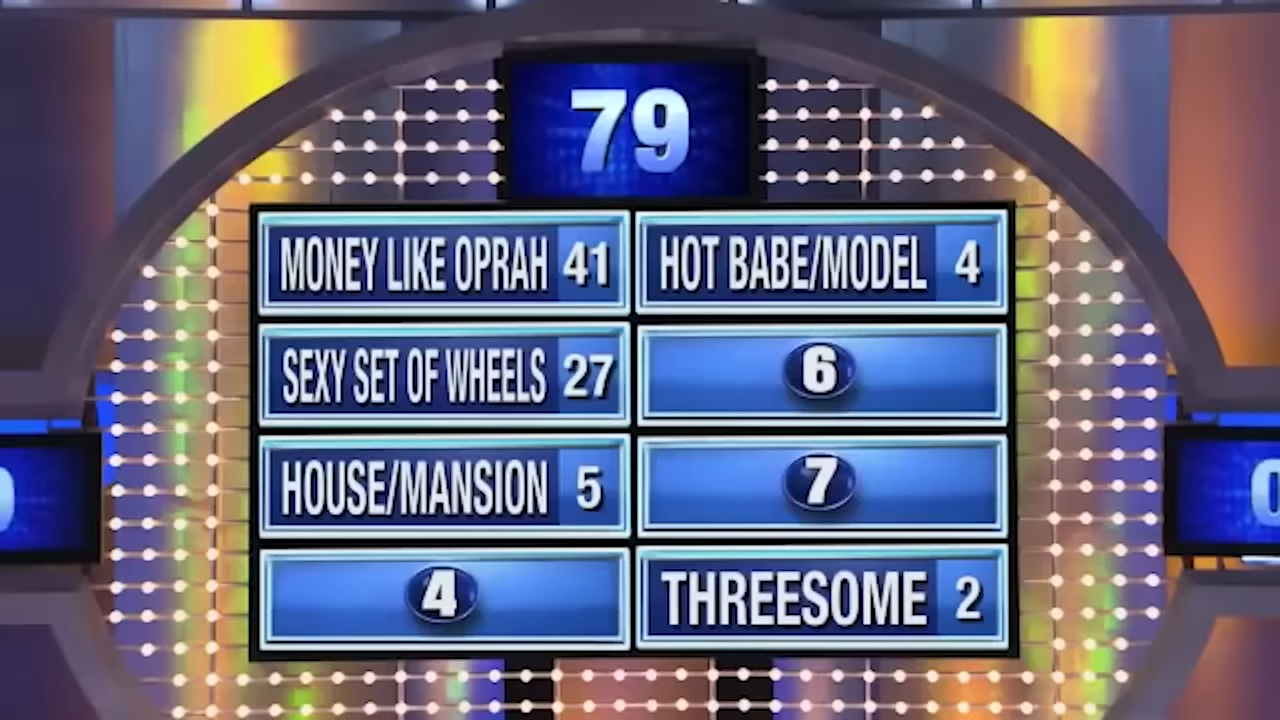 79
MONEY LIKE OPRAH 41
HOT BABE/MODEL 4
SEXY SET OF WHEELS 27
6
HOUSE/MANSION 5
7
4
THREESOME 2
0